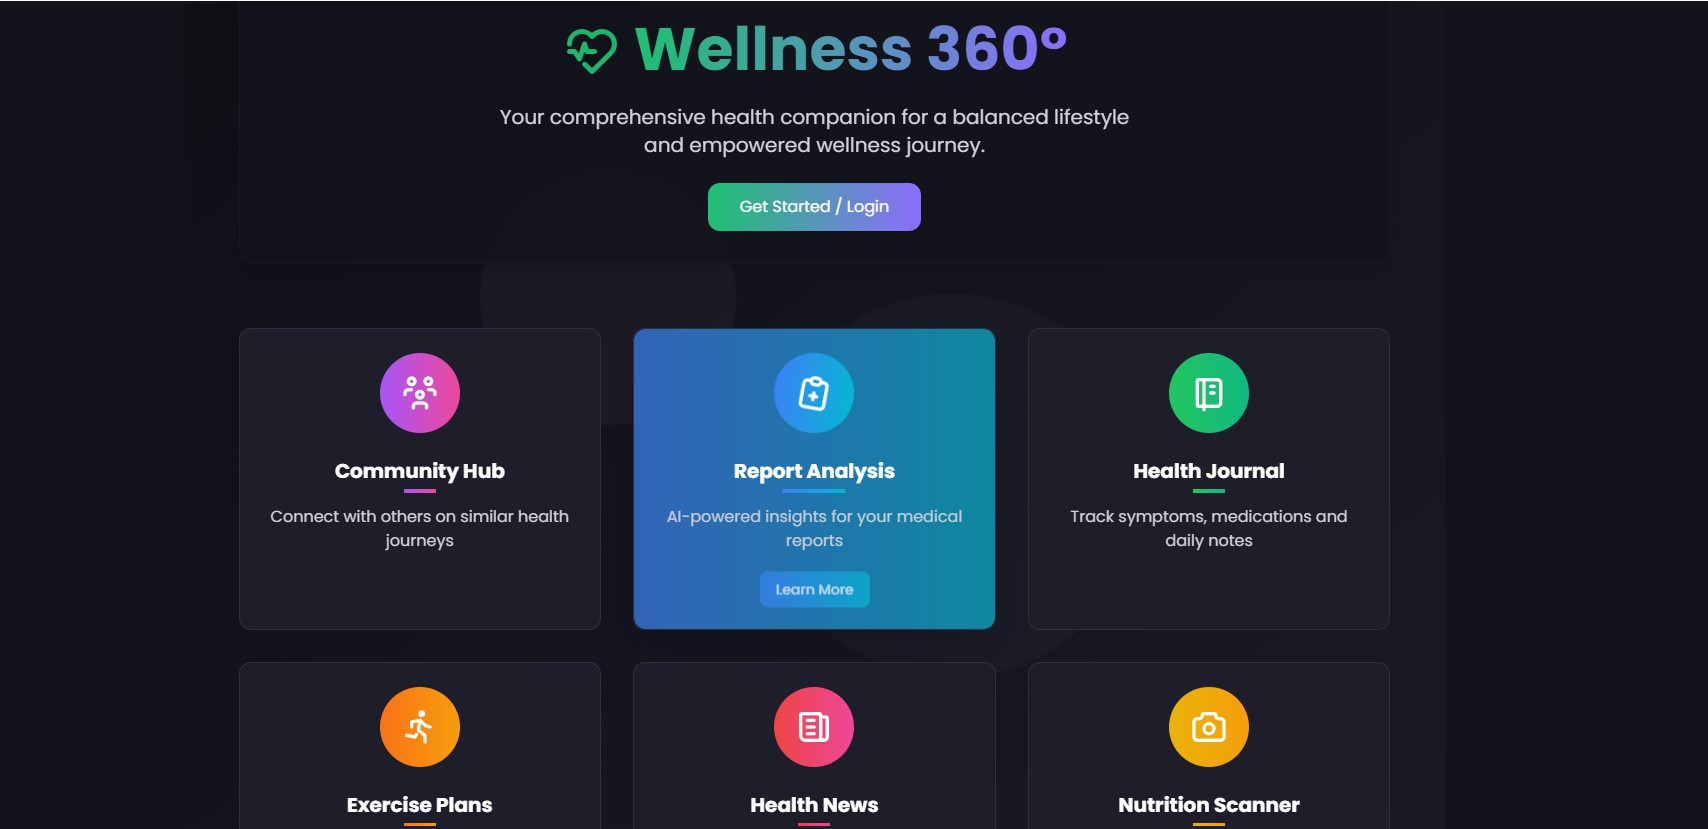 Wellness 360°
Your comprehensive health companion for a balanced lifestyle
and empowered wellness journey.
Get Started / Login
Community Hub
Connect with others on similar health
journeys
Report Analysis
AI-powered insights for your medical
reports
Learn More
Health Journal
Track symptoms, medications and
daily notes
Exercise Plans
Health News
Nutrition Scanner